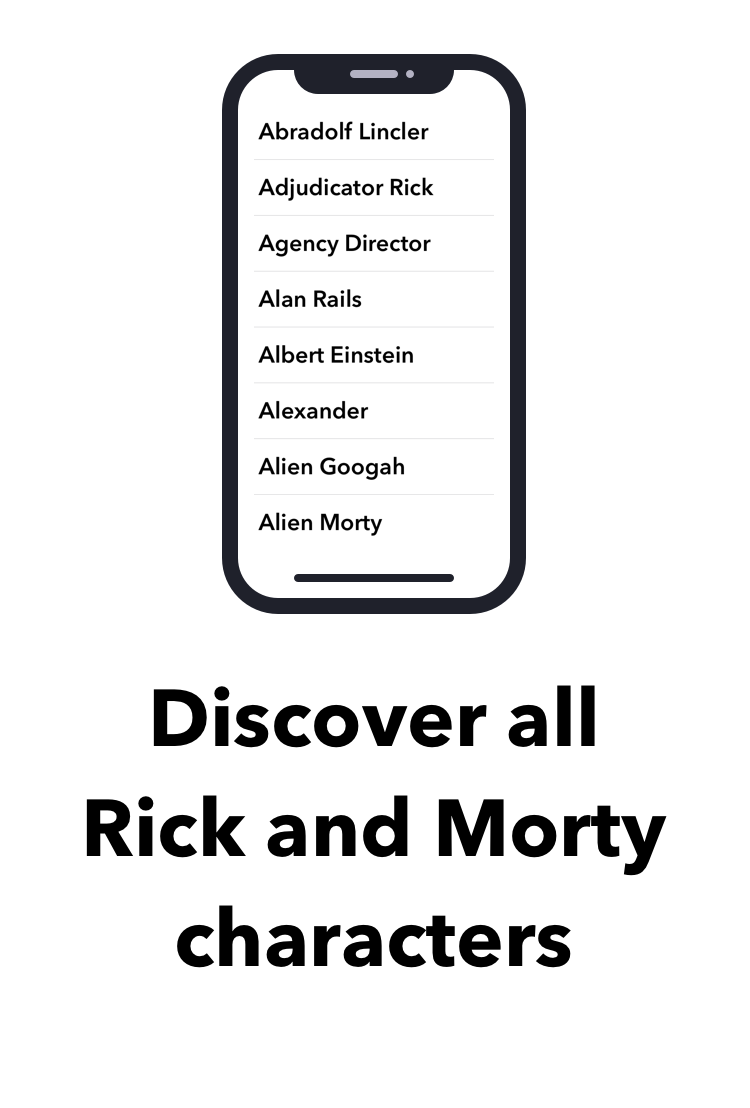 Abradolf Lincler
Adjudicator Rick
Agency Director
Alan Rails
Albert Einstein
Alexander
Alien Googah
Alien Morty
Discover all
Rick and Morty
characters